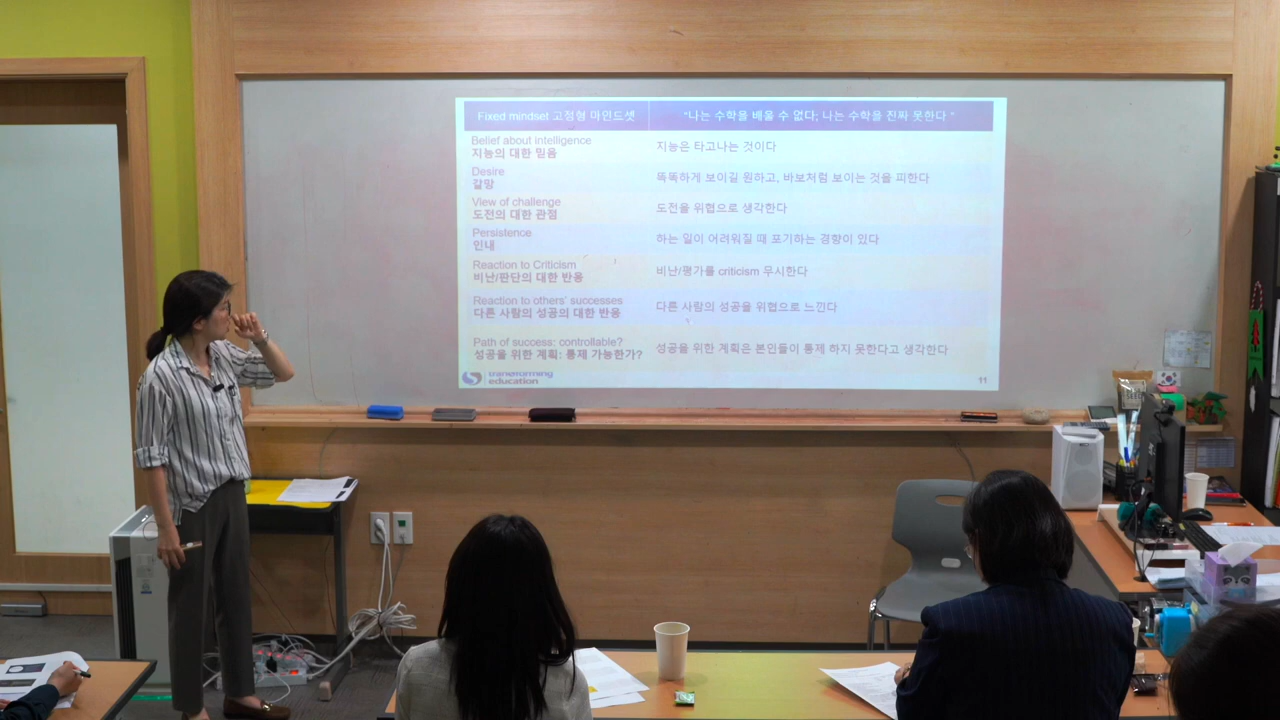 Fixed mindset 고정형 마인드셋
"나는 수학을 배울 수 없다; 나는 수학을 진짜 못한다 "
Belief about intelligence
지능의 대한 믿음
지능은 타고나는 것이다
Desire
갈망
똑똑하게 보이길 원하고, 바보처럼 보이는 것을 피한다
View of challenge
도전의 대한 관점
도전을 위협으로 생각한다
Persistence
인내
하는 일이 어려워질 때 포기하는 경향이 있다
Reaction to Criticism
비난/판단의 대한 반응
비난/평가를 criticism 무시한다
Reaction to others' successes
다른 사람의 성공의 대한 반응
다른 사람의 성공을 위협으로 느낀다
Path of success: controllable?
성공을 위한 계획: 통제 가능한가?
성공을 위한 계획은 본인들이 통제 하지 못한다고 생각한다
transforming
education
11